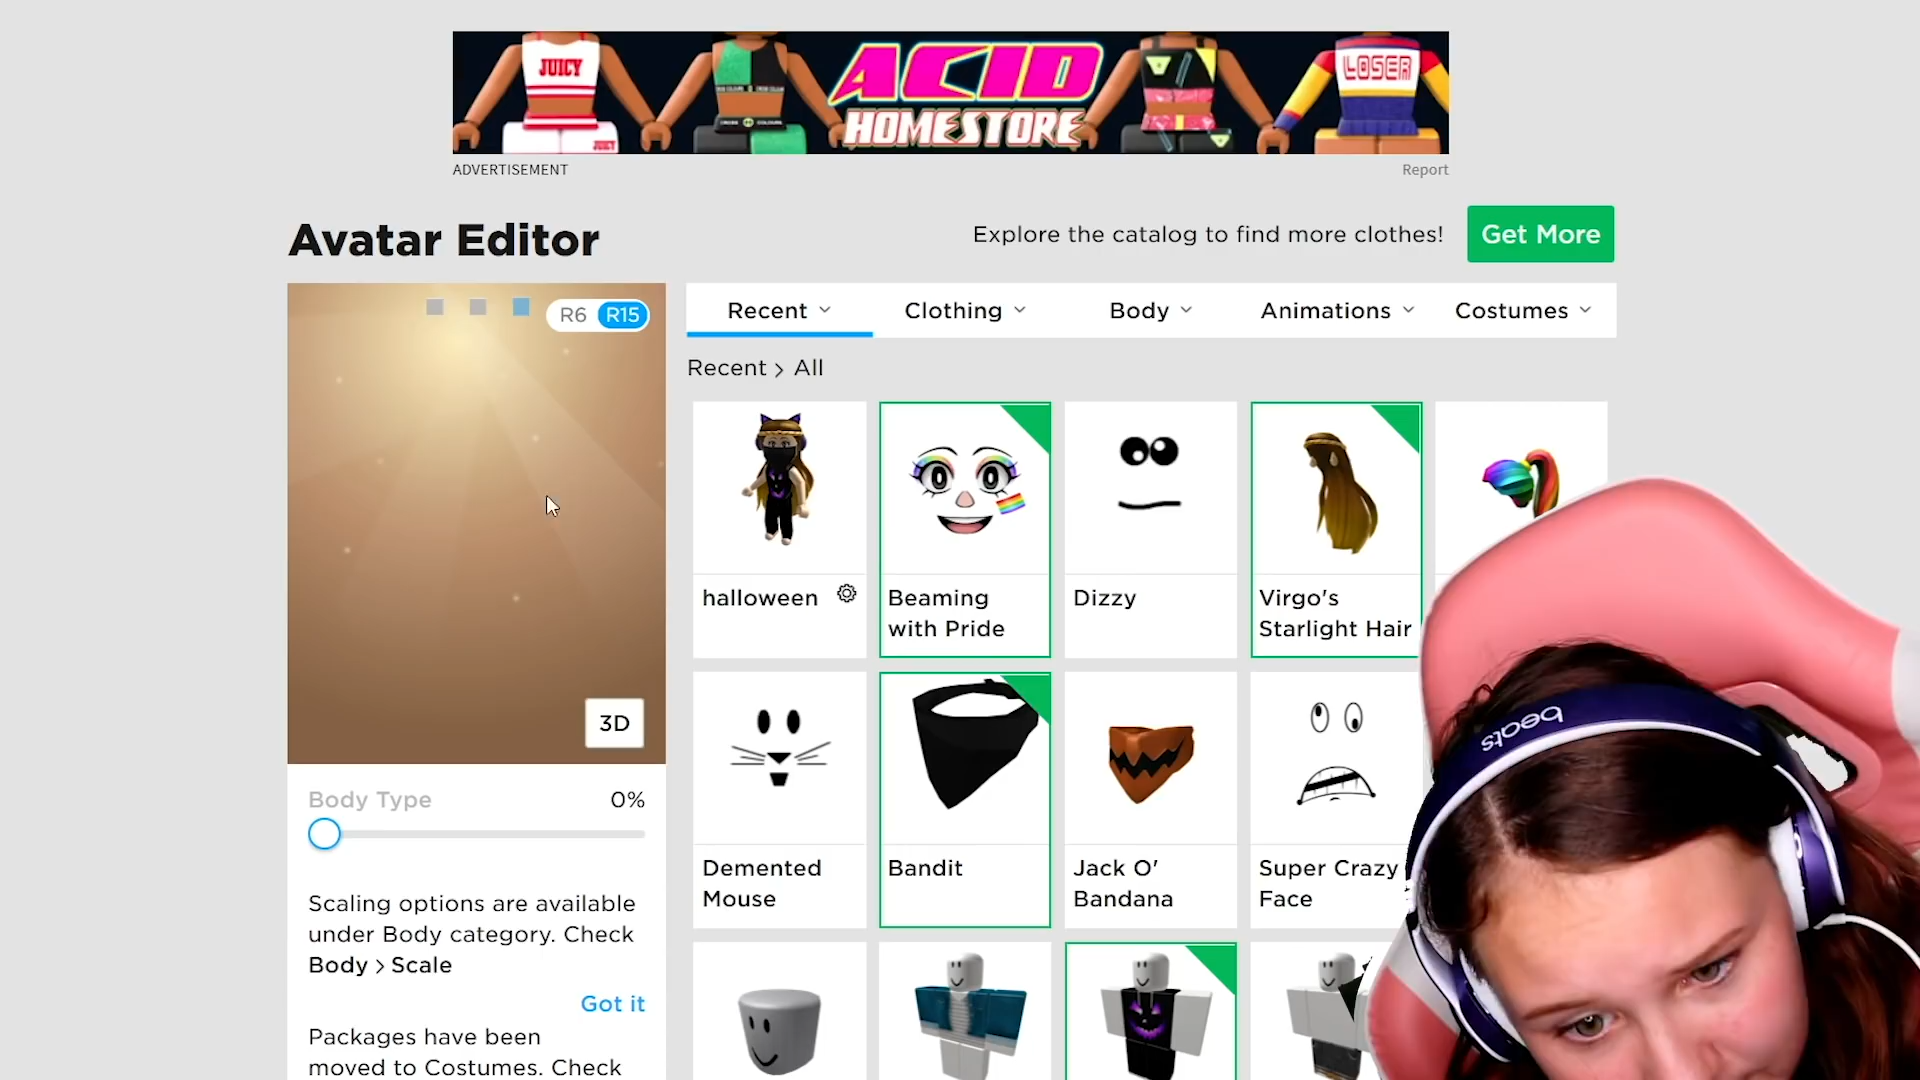 JUICY
ACID
HOMESTORE
LOSER
JUICY
ADVERTISEMENT
Report
Avatar Editor
Explore the catalog to find more clothes!
Get More
R6
R15
Recent
Clothing
Body
Animations
Costumes
Recent > All
halloween
Beaming
with Pride
Dizzy
Virgo's
Starlight Hair
3D
Body Type
0%
Demented
Mouse
Bandit
Jack O'
Bandana
Super Crazy
Face
beats
Scaling options are available
under Body category. Check
Body > Scale
Got it
Packages have been
moved to Costumes. Check